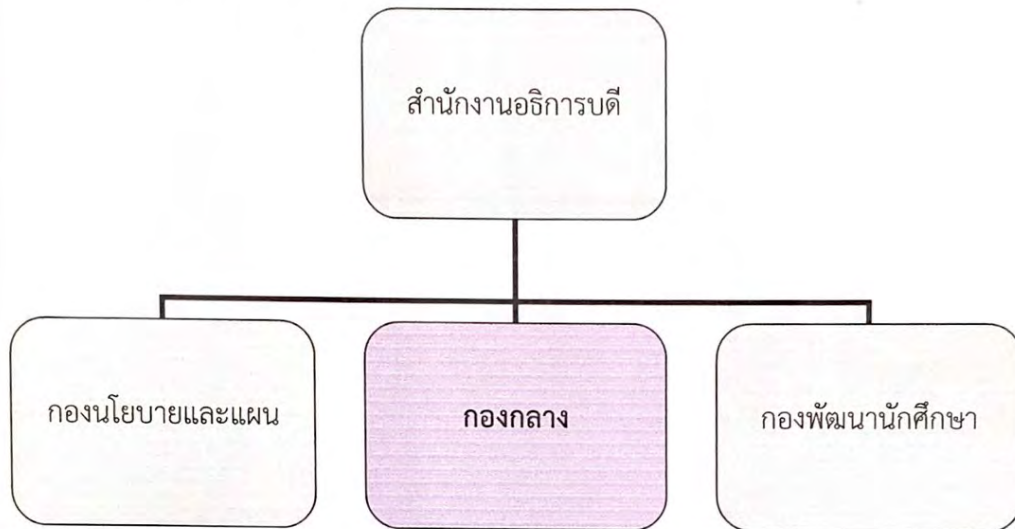 สำนักงานอธิการบดี
กองนโยบายและแผน
กองกลาง
กองพัฒนานักศึกษา